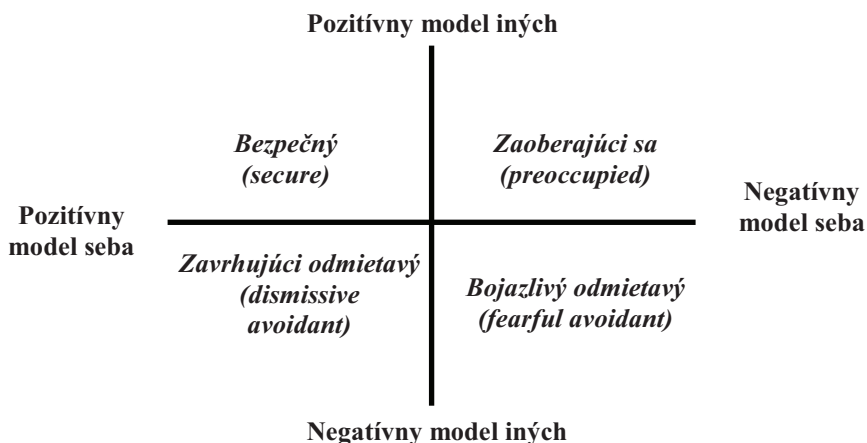 Pozitívny model iných
Bezpečný
(secure)
Zaoberajúci sa
(preoccupied)
Pozitívny
model seba
Negatívny
model seba
Zavrhujúci odmietavý
(dismissive
avoidant)
Bojazlivý odmietavý
(fearful avoidant)
Negatívny model iných